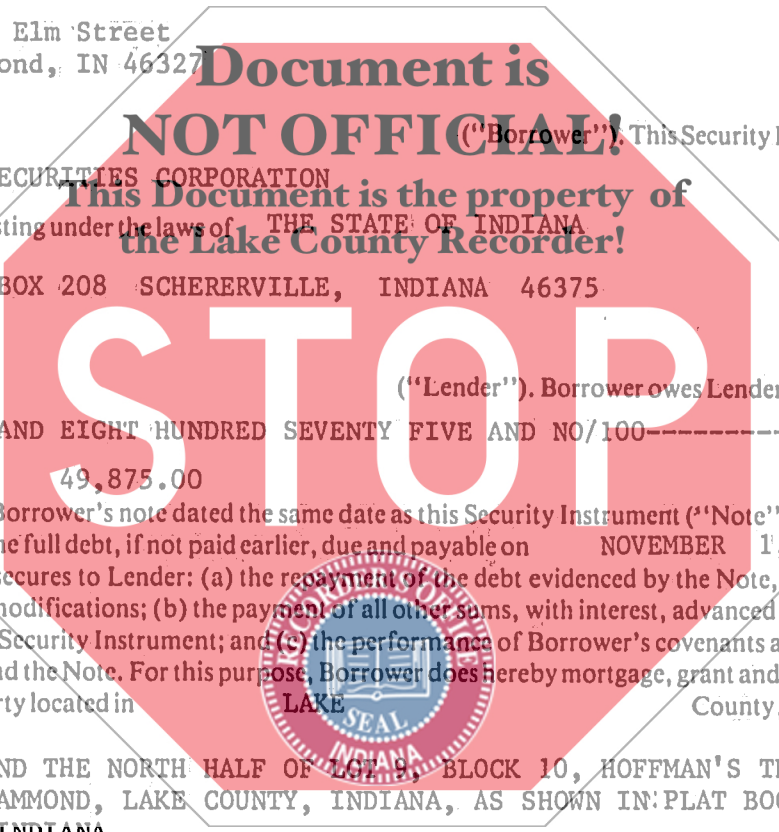 Elm Street
ond, IN 46327
Document is
NOT OFFICIAL!
("Borrower"). This Security
This Document is the property of
ECURITIES CORPORATION
the Lake County Recorder!
sting under the laws of THE STATE OF INDIANA
BOX 208 SCHERERVILLE, INDIANA 46375
STOP
("Lender"). Borrower owes Lender
AND EIGHT HUNDRED SEVENTY FIVE AND NO/100
49,875.00
Borrower's note dated the same date as this Security Instrument ("Note"
he full debt, if not paid earlier, due and payable on NOVEMBER 1,
secures to Lender: (a) the repayment of the debt evidenced by the Note,
modifications; (b) the payment of all other sums, with interest, advanced
Security Instrument; and (c) the performance of Borrower's covenants a
nd the Note. For this purpose, Borrower does hereby mortgage, grant and
rty located in LAKE County,
SEAL
INDIANA
ND THE NORTH HALF OF LOT 9, BLOCK 10, HOFFMAN'S
AMMOND, LAKE COUNTY, INDIANA, AS SHOWN IN PLAT BOO
INDIANA